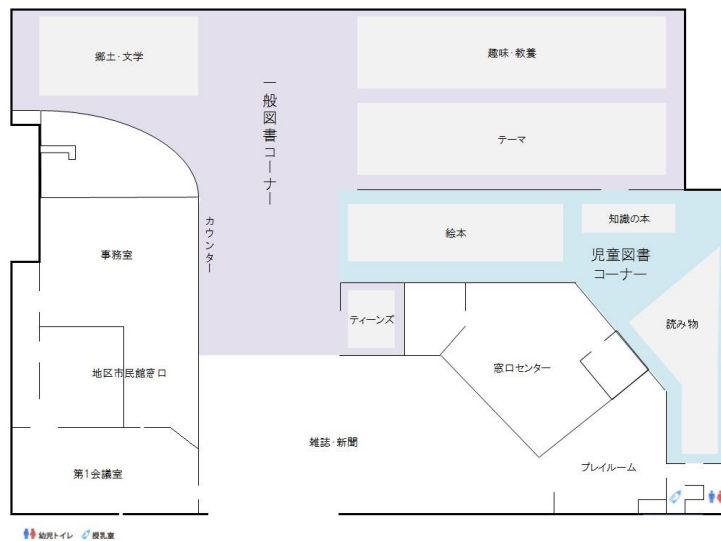 郷土・文学
趣味・教養
一般図書コーナー
テーマ
知識の本
絵本
カウンター
児童図書
コーナー
事務室
ティーンズ
読み物
窓口センター
地区市民館窓口
雑誌・新聞
プレイルーム
第1会議室
幼児トイレ 授乳室